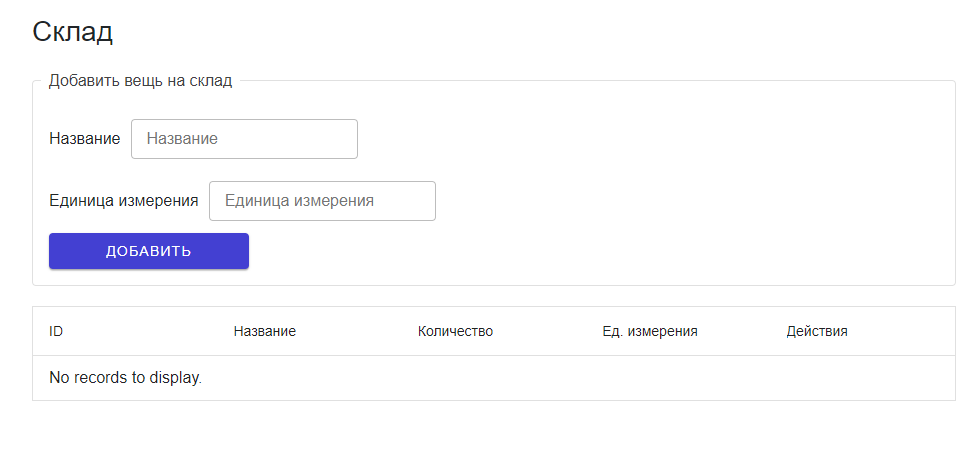 Склад
Добавить вещь на склад
Название Название
Единица измерения Единица измерения
ДОБАВИТЬ
ID Название Количество Ед. измерения Действия
No records to display.